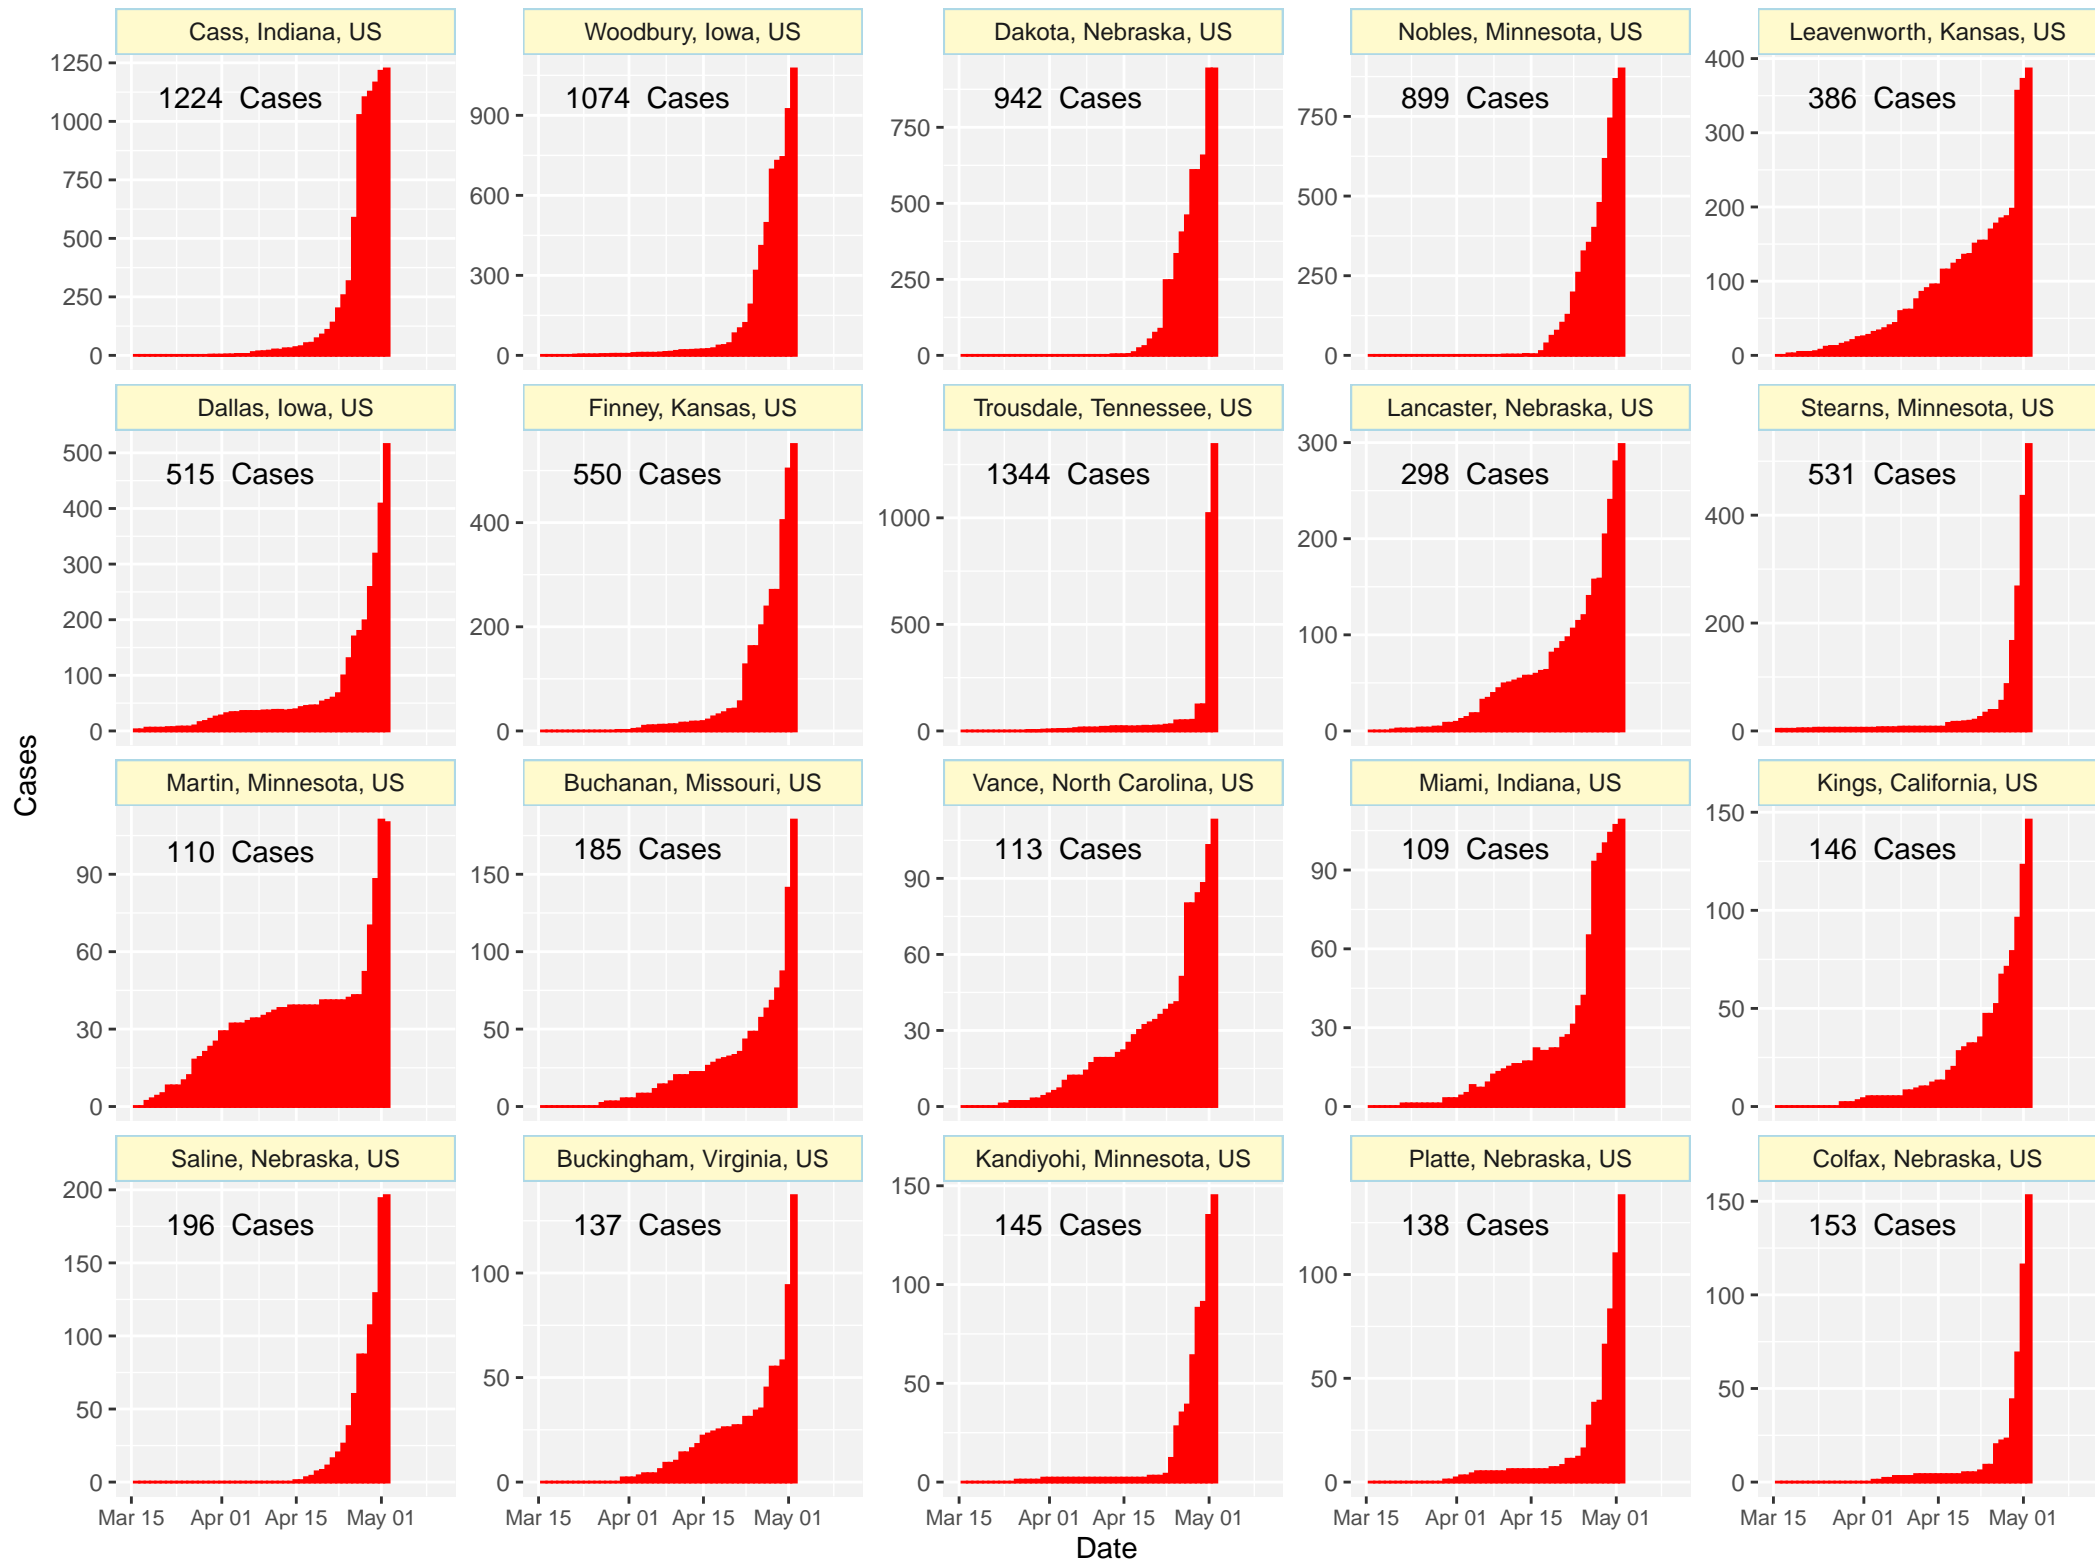 Cass, Indiana, US
Woodbury, Iowa, US
Dakota, Nebraska, US
Nobles, Minnesota, US
Leavenworth, Kansas, US
1224 Cases
1074 Cases
942 Cases
899 Cases
386 Cases
1250
1000
750
500
250
0
900
600
300
0
750
500
250
0
750
500
250
0
400
300
200
100
0
Dallas, Iowa, US
Finney, Kansas, US
Trousdale, Tennessee, US
Lancaster, Nebraska, US
Stearns, Minnesota, US
515 Cases
550 Cases
1344 Cases
298 Cases
531 Cases
500
400
300
200
100
0
400
200
0
1000
500
0
300
200
100
0
400
200
0
Cases
Martin, Minnesota, US
Buchanan, Missouri, US
Vance, North Carolina, US
Miami, Indiana, US
Kings, California, US
110 Cases
185 Cases
113 Cases
109 Cases
146 Cases
90
60
30
0
150
100
50
0
90
60
30
0
90
60
30
0
150
100
50
0
Saline, Nebraska, US
Buckingham, Virginia, US
Kandiyohi, Minnesota, US
Platte, Nebraska, US
Colfax, Nebraska, US
196 Cases
137 Cases
145 Cases
138 Cases
153 Cases
200
150
100
50
0
100
50
0
150
100
50
0
100
50
0
150
100
50
0
Mar 15 Apr 01 Apr 15 May 01
Mar 15 Apr 01 Apr 15 May 01
Mar 15 Apr 01 Apr 15 May 01
Mar 15 Apr 01 Apr 15 May 01
Mar 15 Apr 01 Apr 15 May 01
Date